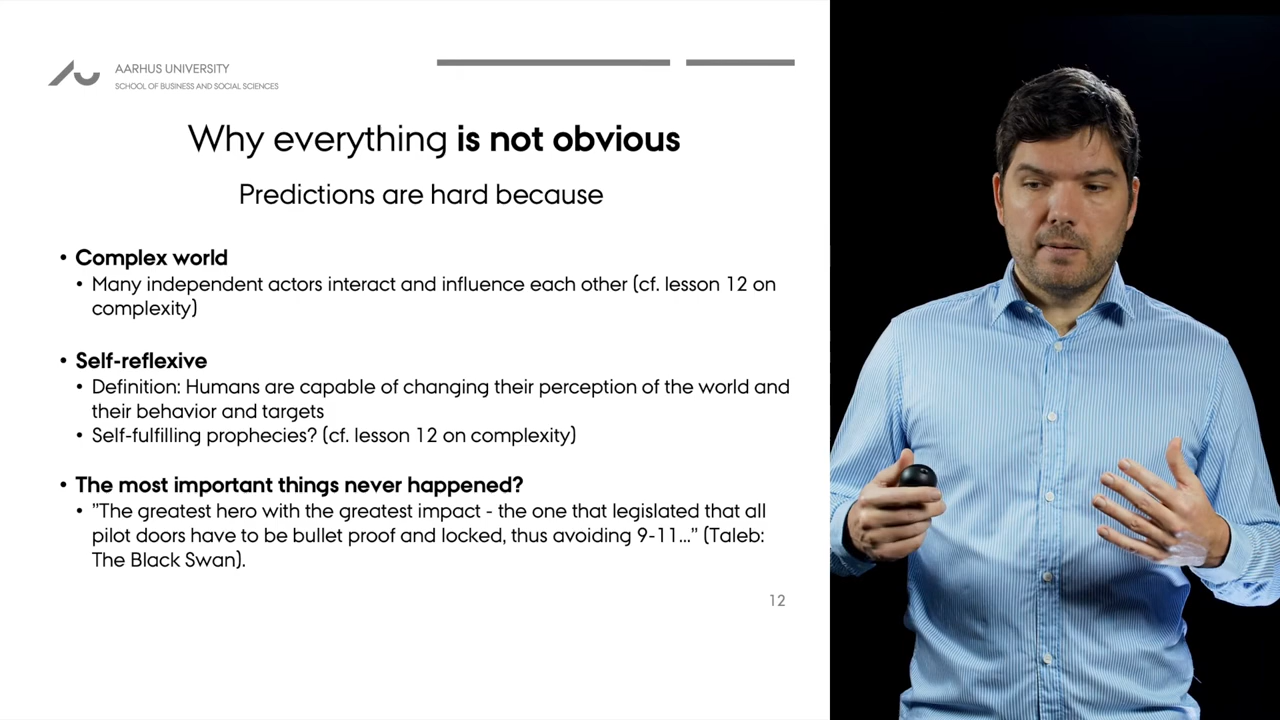 AARHUS UNIVERSITY
SCHOOL OF BUSINESS AND SOCIAL SCIENCES
Why everything is not obvious
Predictions are hard because
• Complex world
• Many independent actors interact and influence each other (cf. lesson 12 on
complexity)
• Self-reflexive
• Definition: Humans are capable of changing their perception of the world and
their behavior and targets
• Self-fulfilling prophecies? (cf. lesson 12 on complexity)
• The most important things never happened?
• ”The greatest hero with the greatest impact - the one that legislated that all
pilot doors have to be bullet proof and locked, thus avoiding 9-11...” (Taleb:
The Black Swan).
12